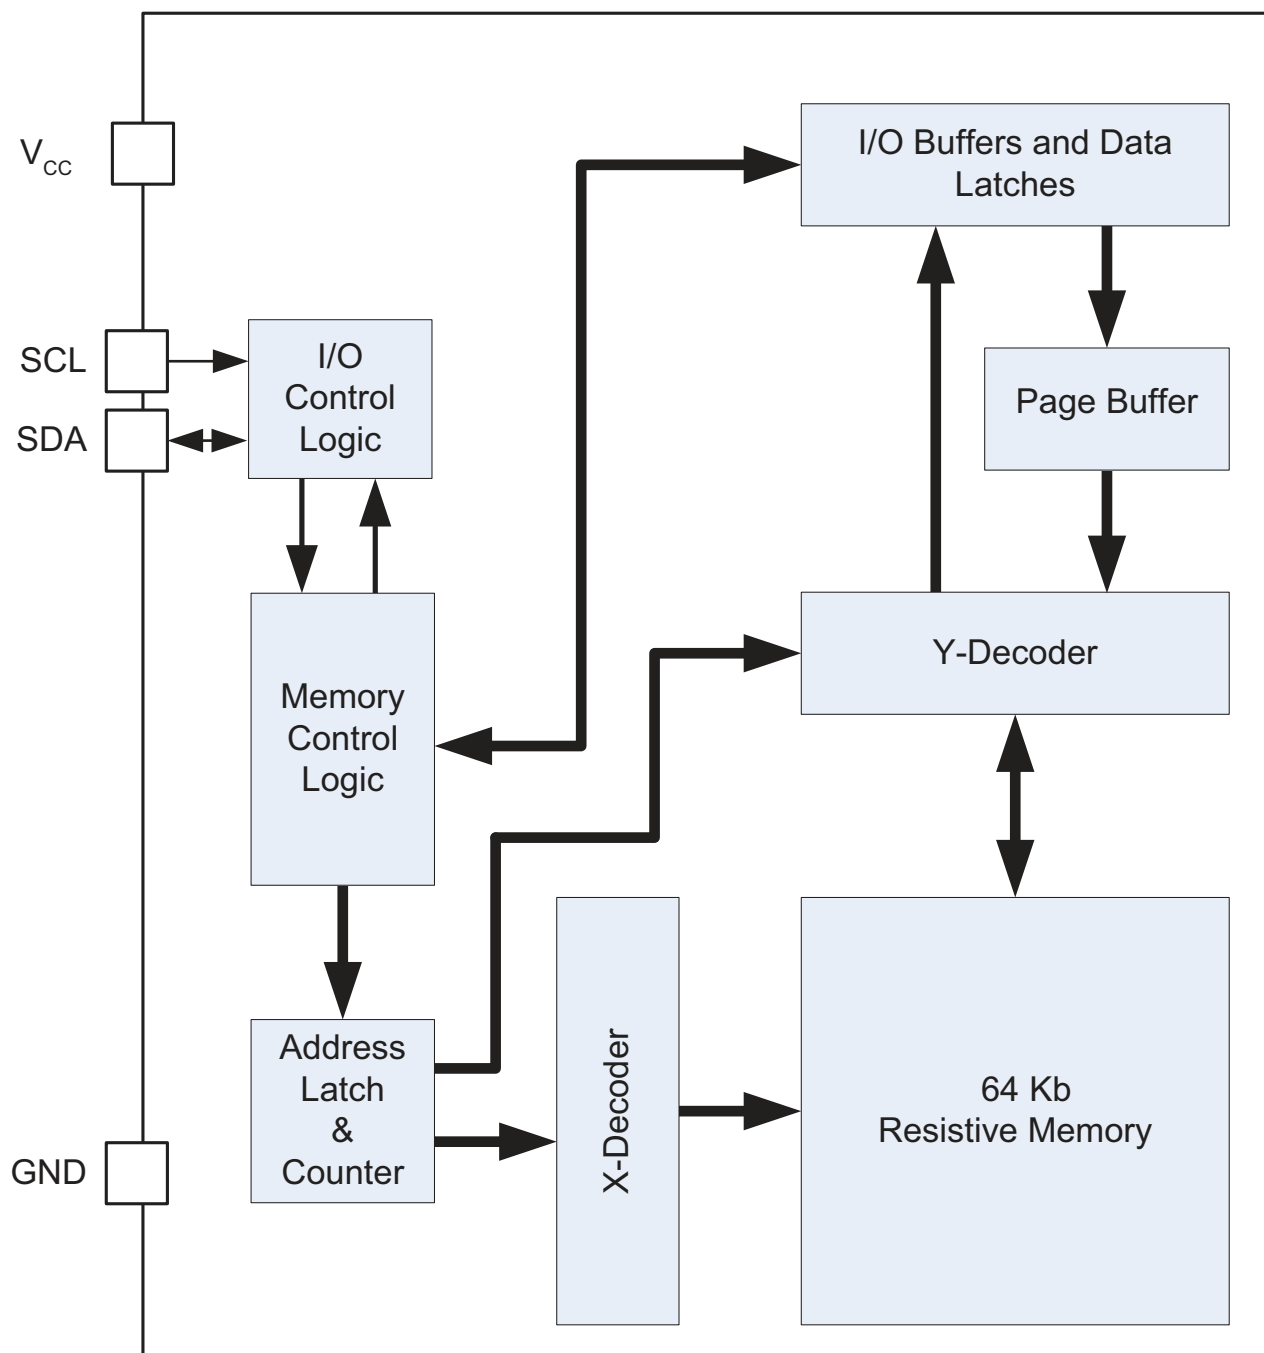 V_CC
I/O Buffers and Data
Latches
SCL
SDA
I/O
Control
Logic
Page Buffer
Memory
Control
Logic
Y-Decoder
Address
Latch
&
Counter
X-Decoder
64 Kb
Resistive Memory
GND